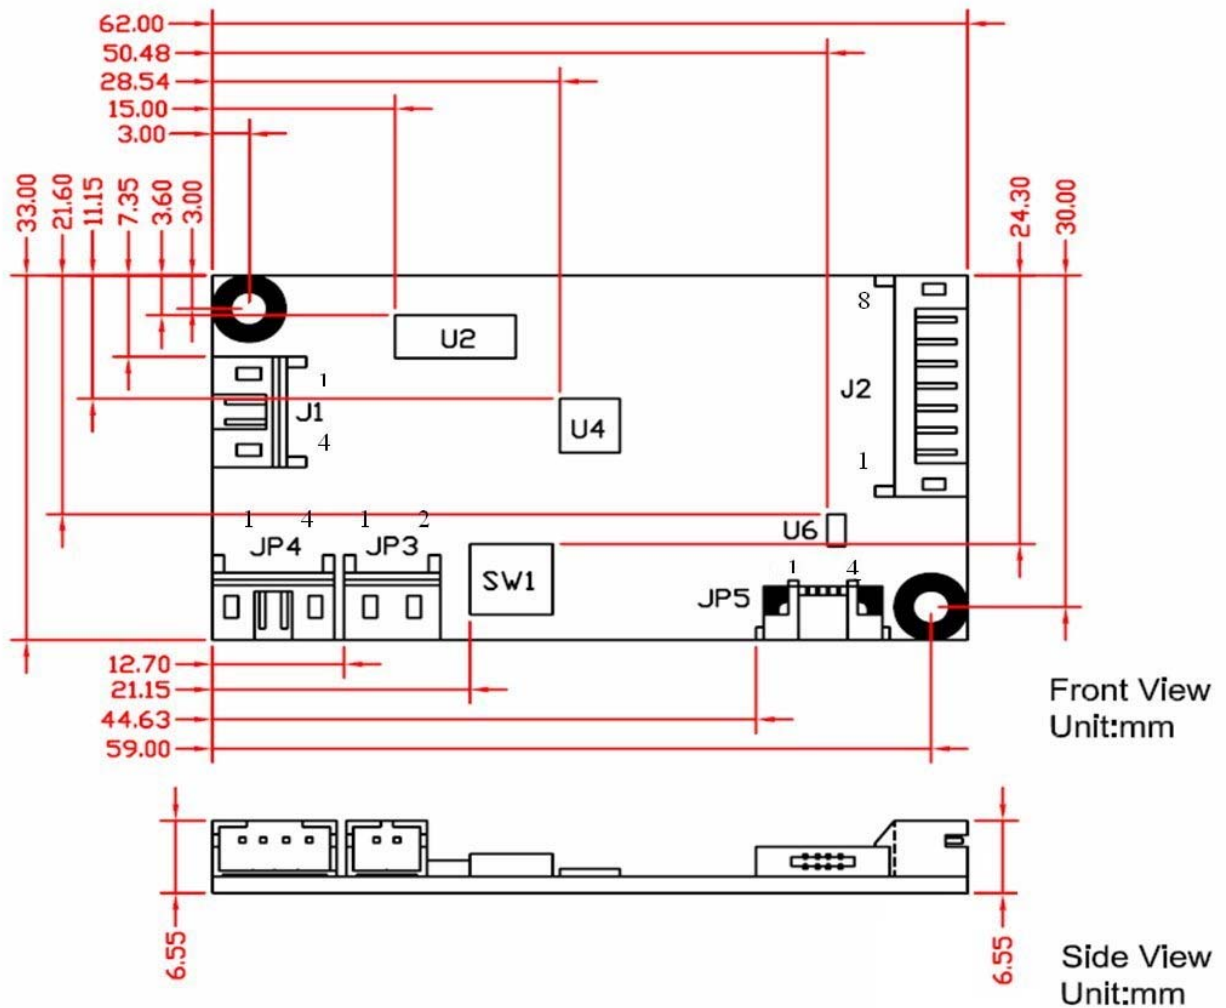 62.00
50.48
28.54
15.00
3.00
33.00
21.60
11.15
7.35
3.60
3.00
24.30
30.00
8
U2
1
J1
J2
U4
4
1
1 4 1 2
U6
JP4 JP3
1 4
SW1
JP5
12.70
21.15
44.63
59.00
Front View
Unit:mm
6.55
6.55
Side View
Unit:mm